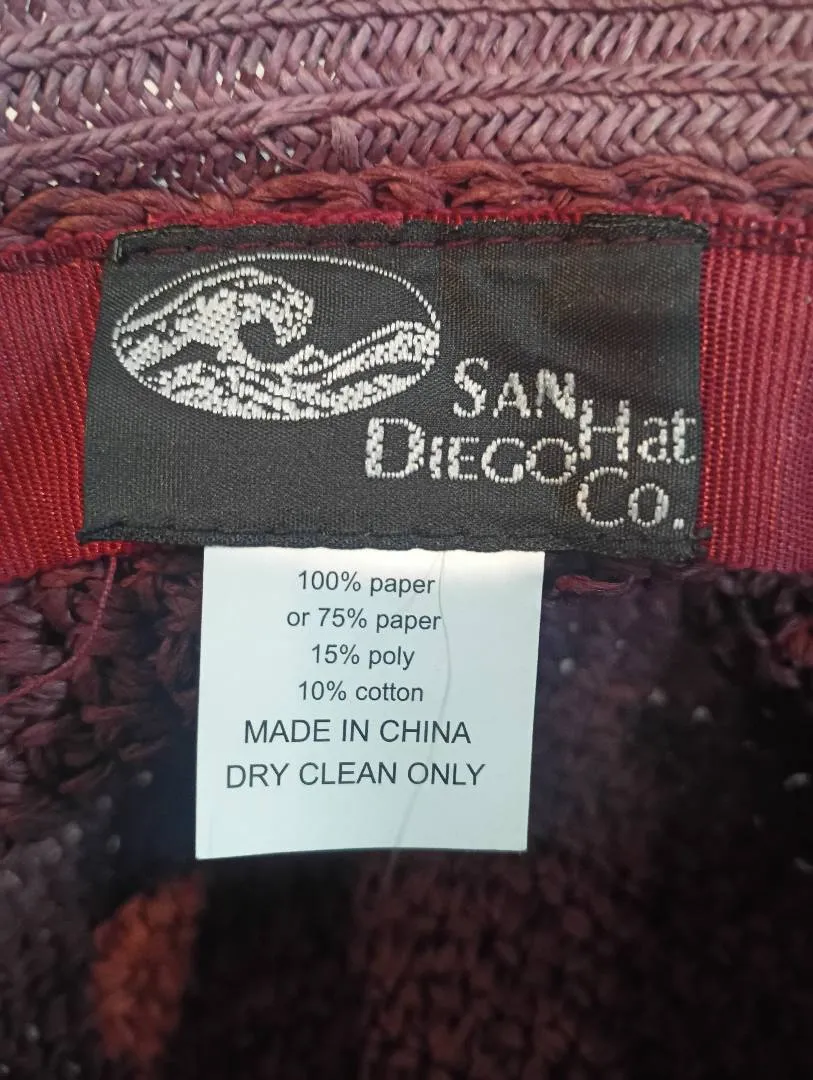 SAN Hat
DIEGO Co.
100% paper
or 75% paper
15% poly
10% cotton
MADE IN CHINA
DRY CLEAN ONLY